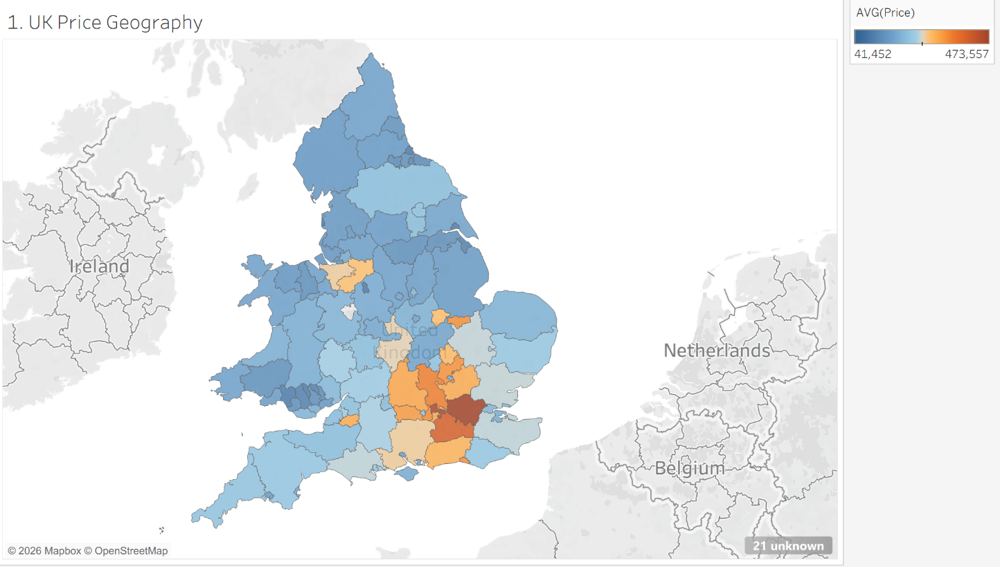 1. UK Price Geography
AVG(Price)
41,452 473,557
Ireland
United
Kingdom
Netherlands
Belgium
21 unknown
© 2026 Mapbox © OpenStreetMap